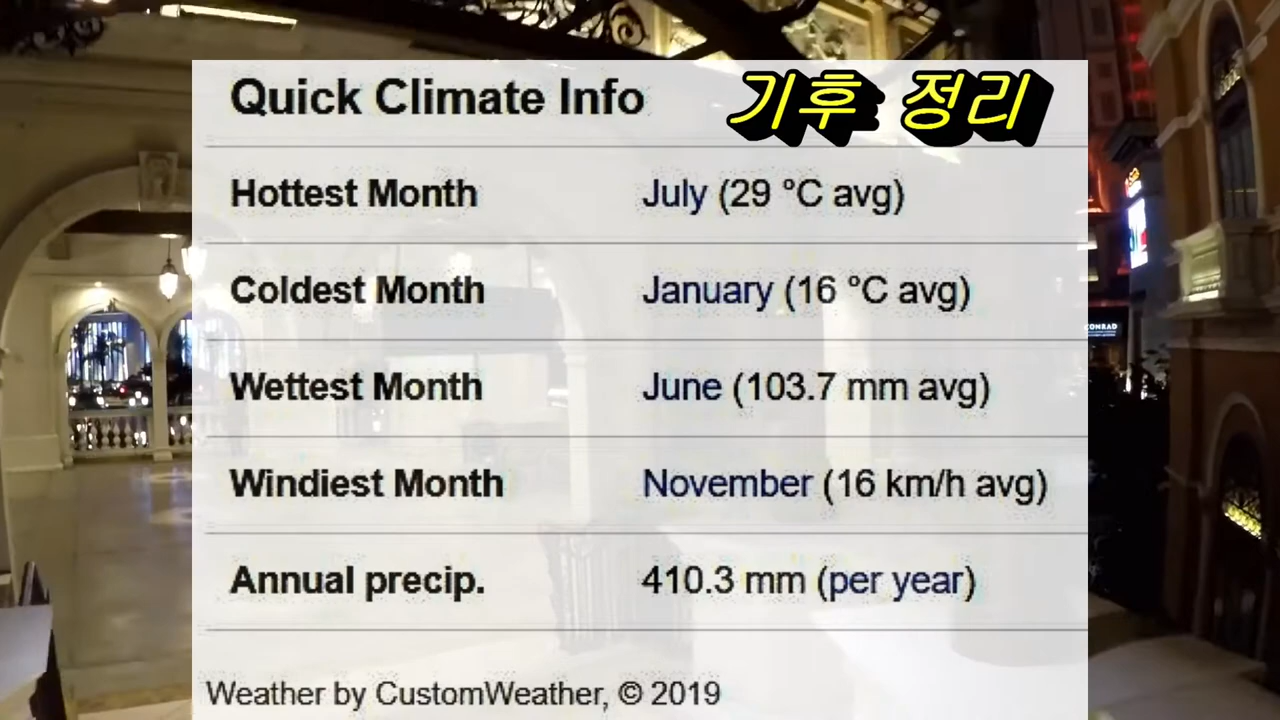 Quick Climate Info 기후 정리
Hottest Month July (29 °C avg)
Coldest Month January (16 °C avg)
Wettest Month June (103.7 mm avg)
Windiest Month November (16 km/h avg)
Annual precip. 410.3 mm (per year)
Weather by CustomWeather, © 2019
CONRAD